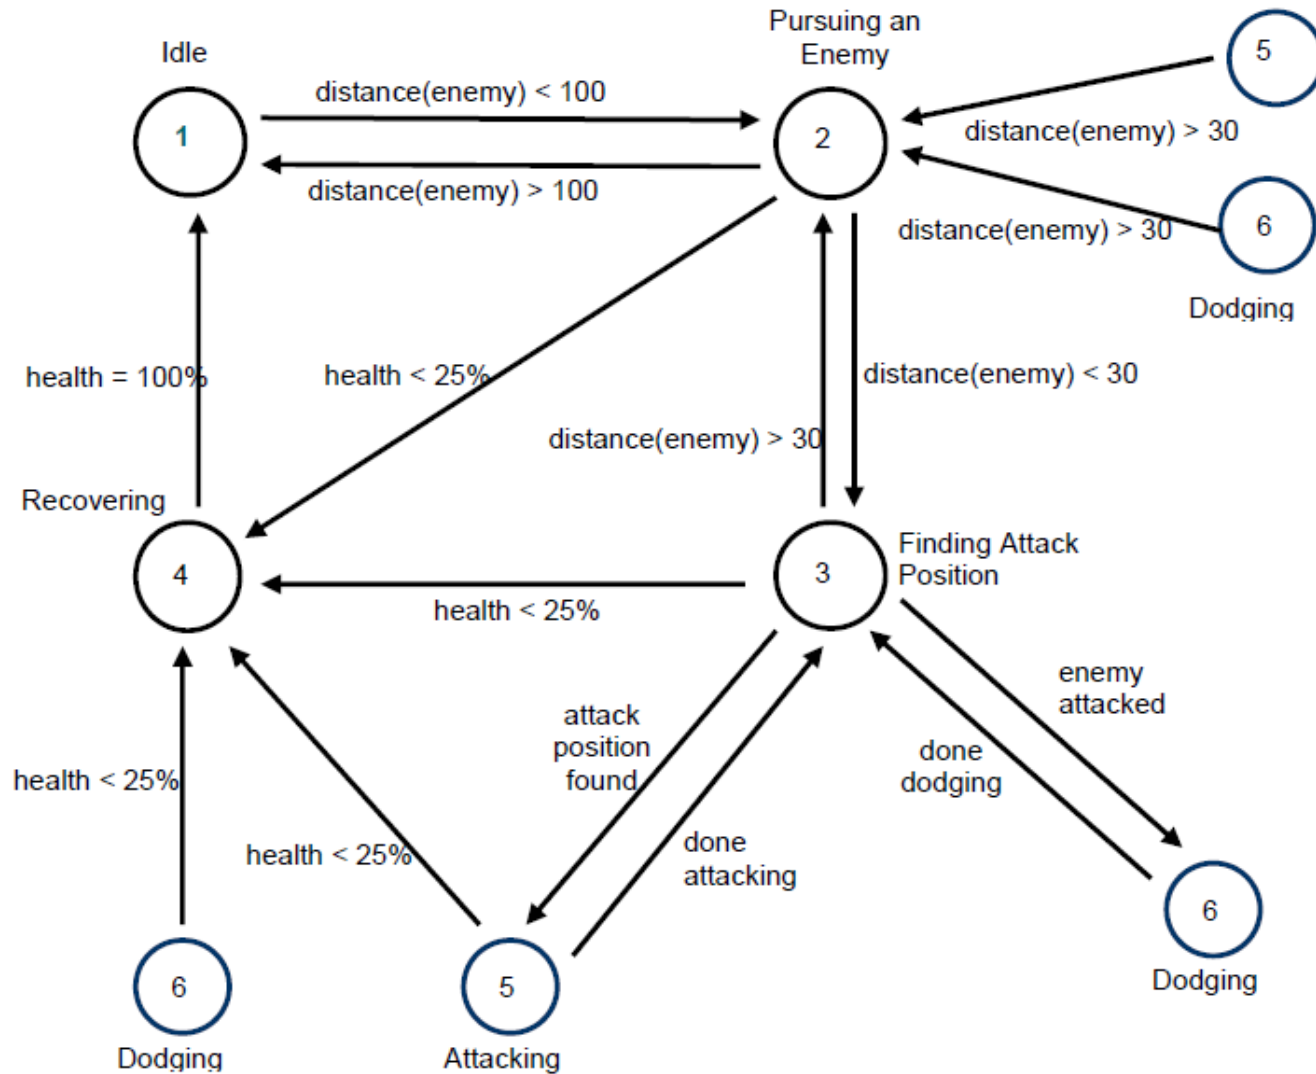 Pursuing an
Enemy
Idle
5
distance(enemy) < 100
distance(enemy) > 30
1
2
distance(enemy) > 100
6
distance(enemy) > 30
Dodging
health = 100%
health < 25%
distance(enemy) < 30
distance(enemy) > 30
Recovering
Finding Attack
Position
4
3
health < 25%
enemy
attacked
attack
position
found
done
dodging
health < 25%
health < 25%
done
attacking
6
6
5
Dodging
Dodging
Attacking